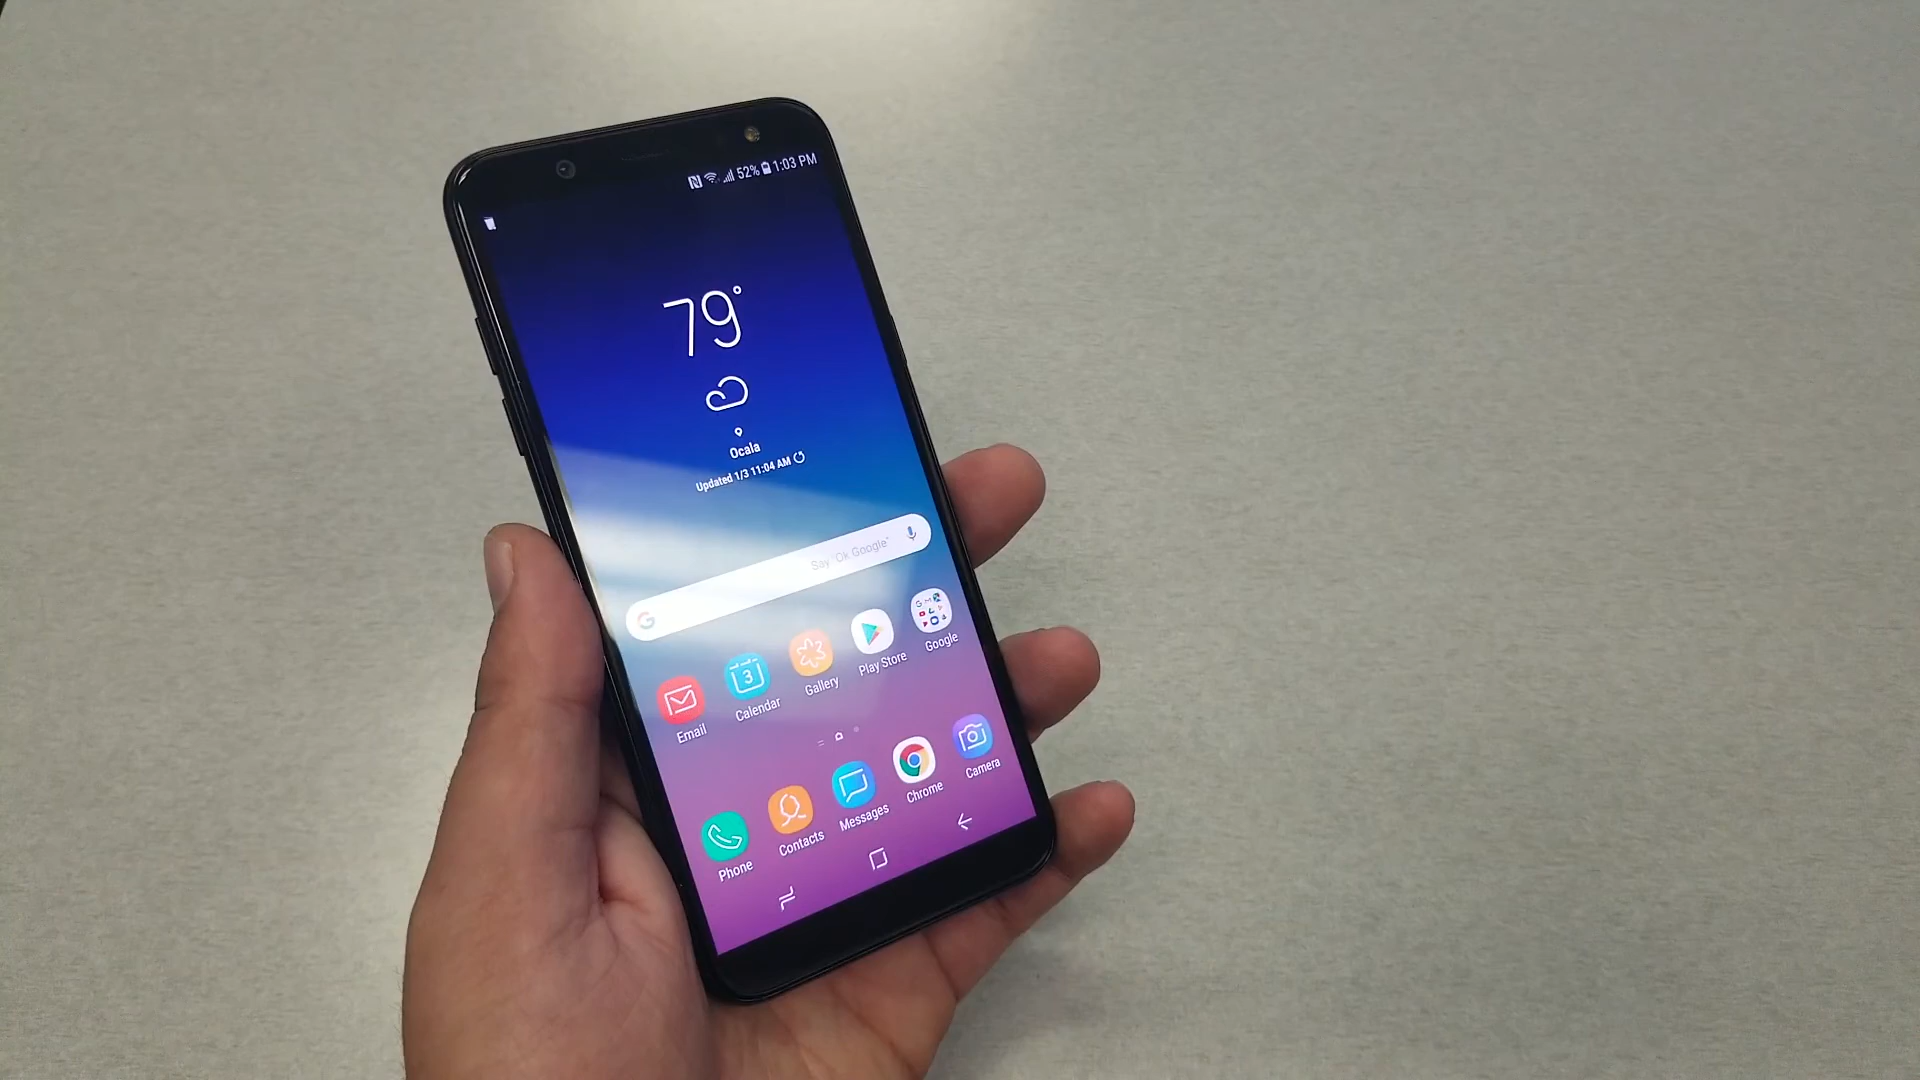 52% 1:03 PM
79°
Ocala
Updated 1/3 11:04 AM
G Say "Ok Google"
3
Email Calendar Gallery Play Store Google
Phone Contacts Messages Chrome Camera